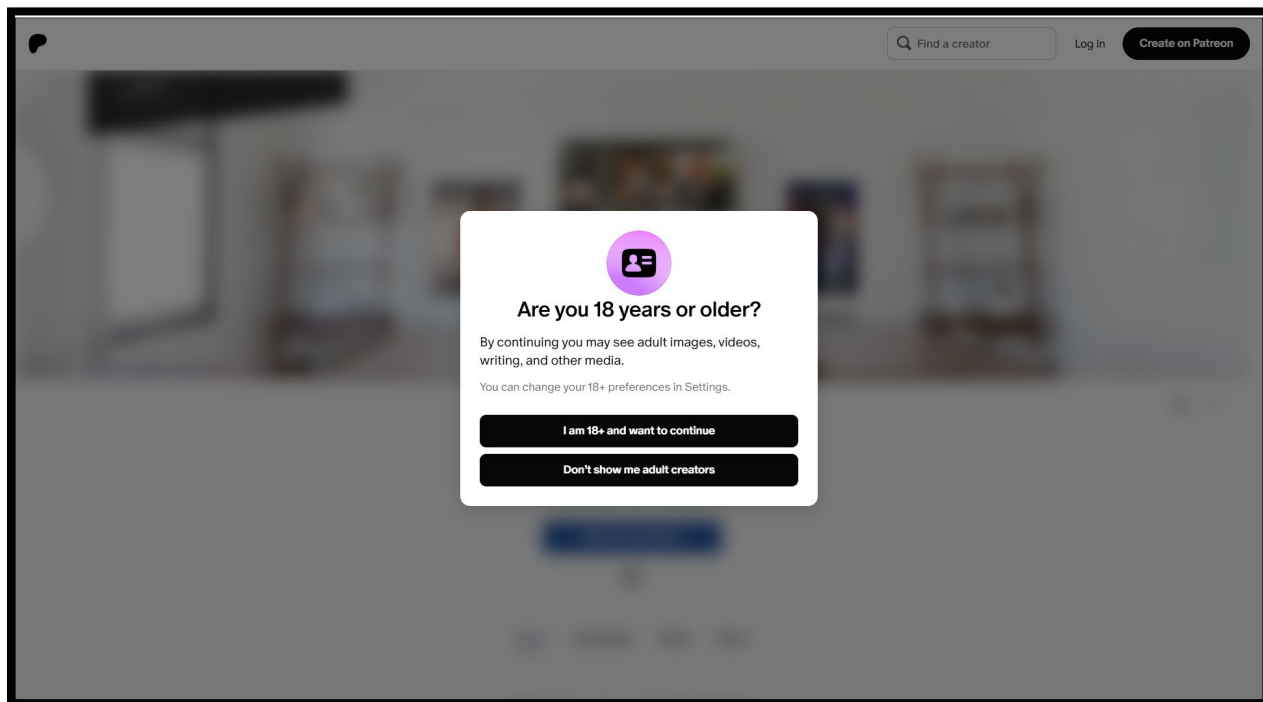 Find a creator
Log in
Create on Patreon
Are you 18 years or older?
By continuing you may see adult images, videos,
writing, and other media.
You can change your 18+ preferences in Settings.
I am 18+ and want to continue
Don't show me adult creators